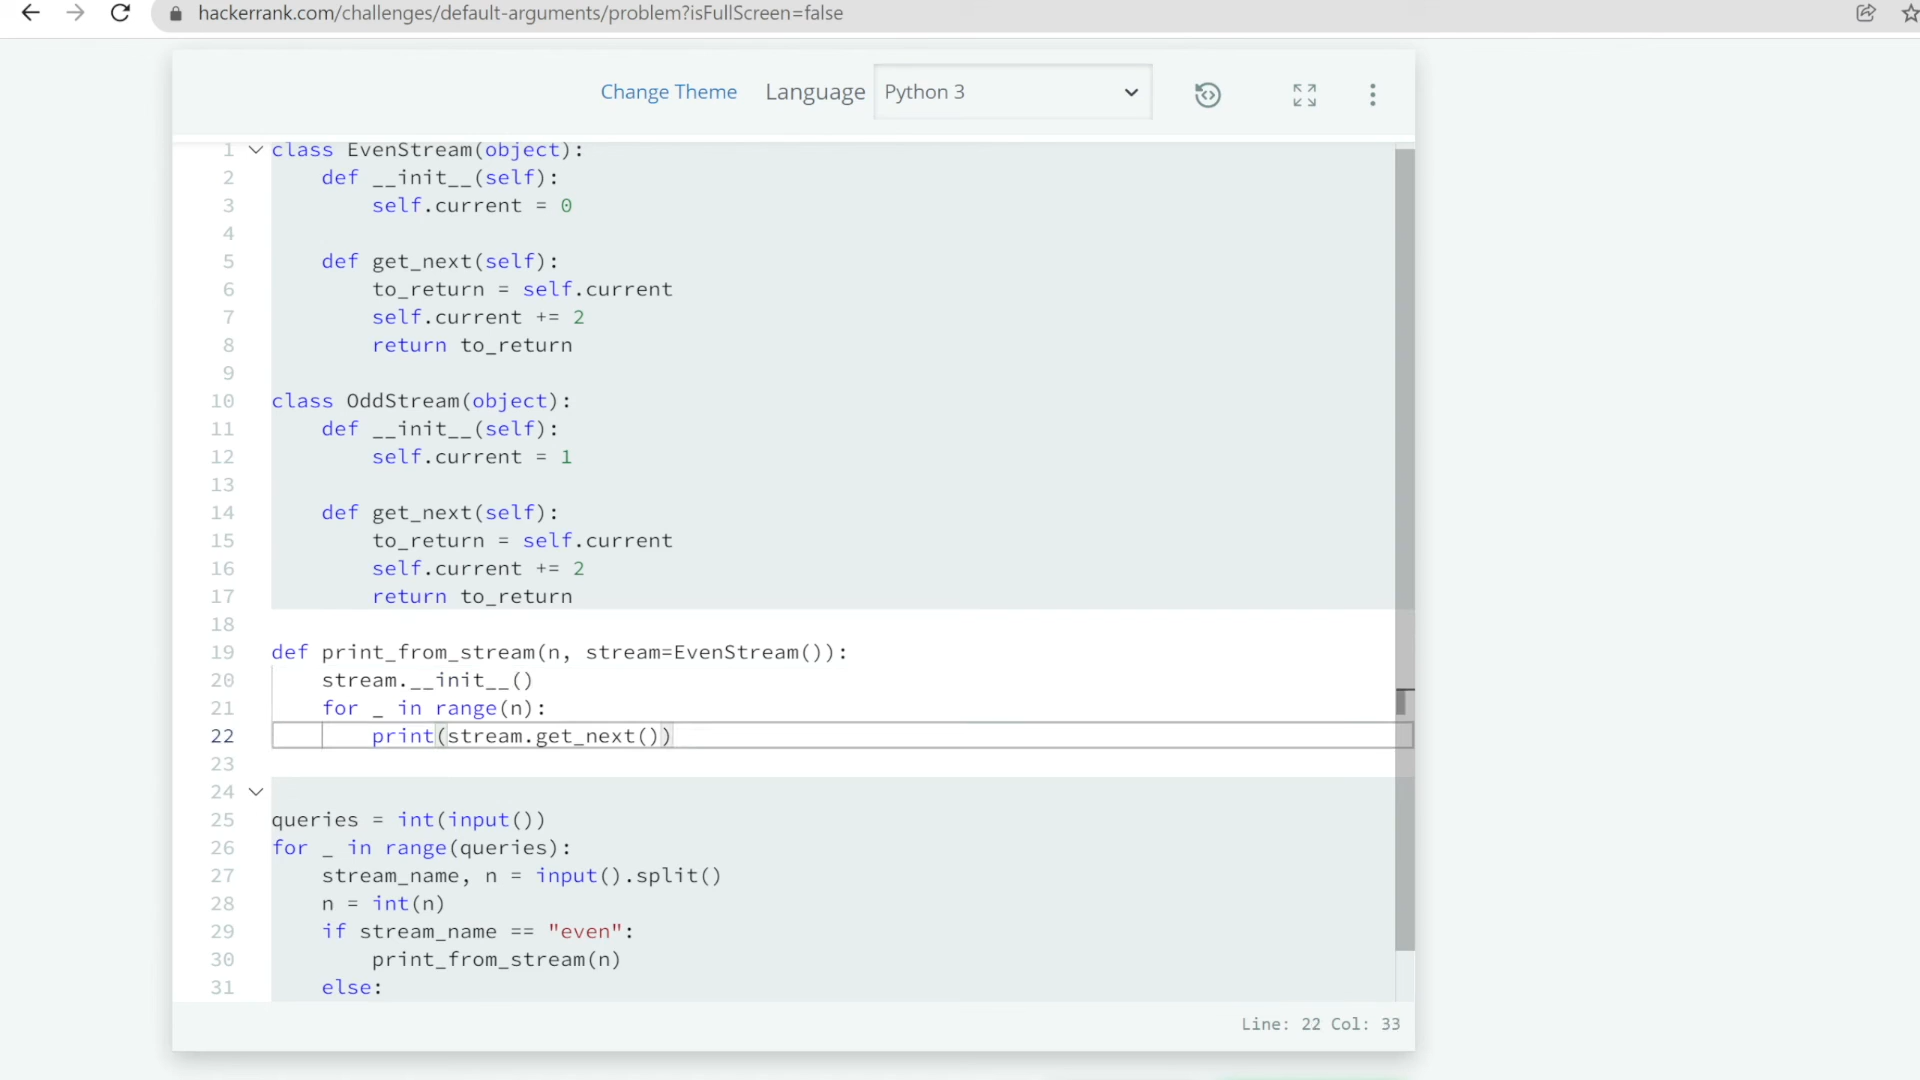 hackerrank.com/challenges/default-arguments/problem?isFullScreen=false
Change Theme Language Python 3
1 class EvenStream(object):
2     def __init__(self):
3         self.current = 0
4
5     def get_next(self):
6         to_return = self.current
7         self.current += 2
8         return to_return
9
10 class OddStream(object):
11     def __init__(self):
12         self.current = 1
13
14     def get_next(self):
15         to_return = self.current
16         self.current += 2
17         return to_return
18
19 def print_from_stream(n, stream=EvenStream()):
20     stream.__init__()
21     for _ in range(n):
22         print(stream.get_next())
23
24
25 queries = int(input())
26 for _ in range(queries):
27     stream_name, n = input().split()
28     n = int(n)
29     if stream_name == "even":
30         print_from_stream(n)
31     else:
Line: 22 Col: 33